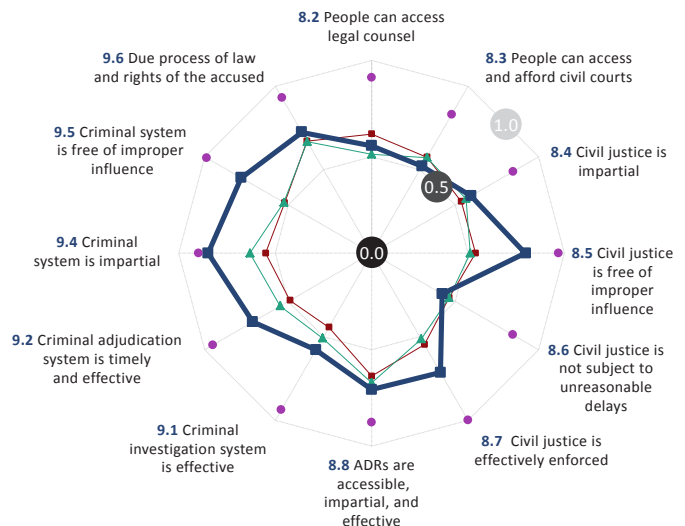 8.2 People can access
legal counsel
8.3 People can access
and afford civil courts
8.4 Civil justice is
impartial
8.5 Civil justice
is free of
improper
influence
8.6 Civil justice is
not subject to
unreasonable
delays
8.7 Civil justice is
effectively enforced
8.8 ADRs are
accessible,
impartial, and
effective
9.1 Criminal
investigation system
is effective
9.2 Criminal adjudication
system is timely
and effective
9.4 Criminal
system is impartial
9.5 Criminal system
is free of improper
influence
9.6 Due process of law
and rights of the accused
1.0
0.5
0.0